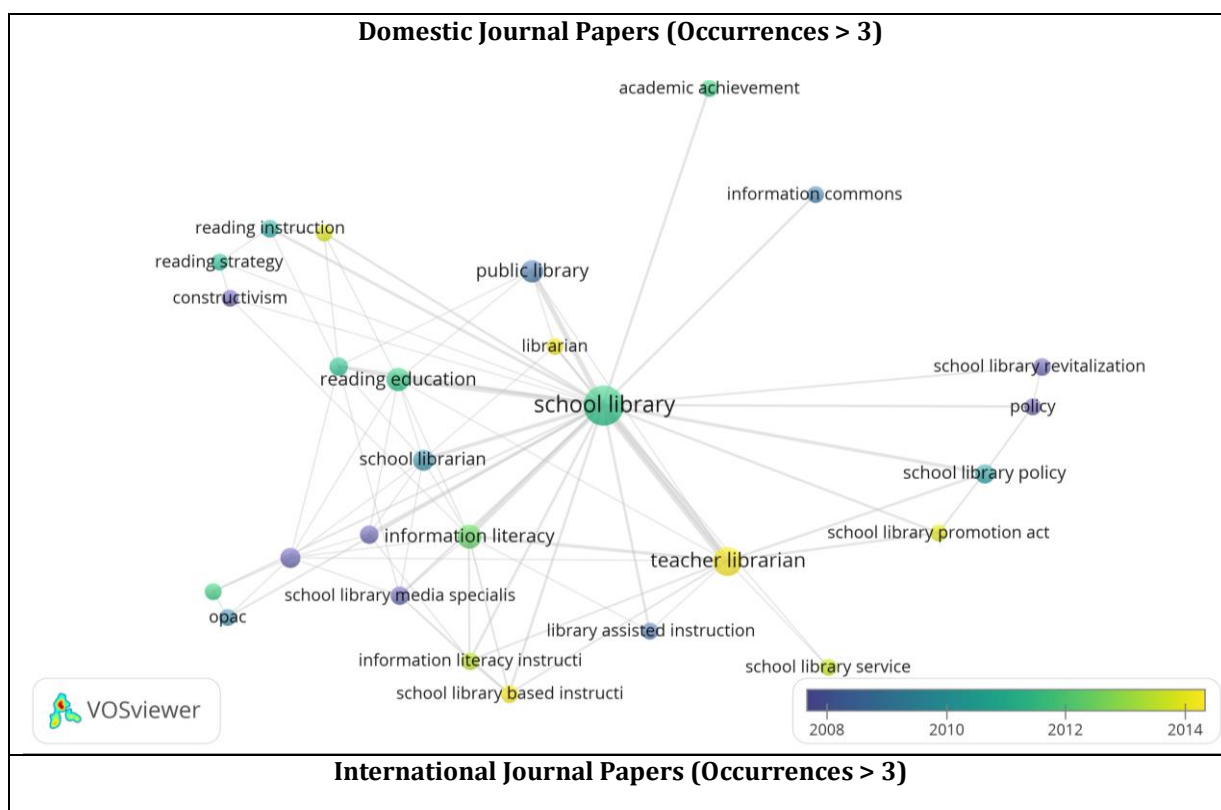 Domestic Journal Papers (Occurrences > 3)
academic achievement
information commons
reading instruction
reading strategy
public library
constructivism
librarian
school library revitalization
reading education
school library
policy
school librarian
school library policy
information literacy
school library promotion act
teacher librarian
school library media specialis
opac
library assisted instruction
information literacy instructi
school library service
school library based instructi
VOSviewer
2008 2010 2012 2014
International Journal Papers (Occurrences > 3)